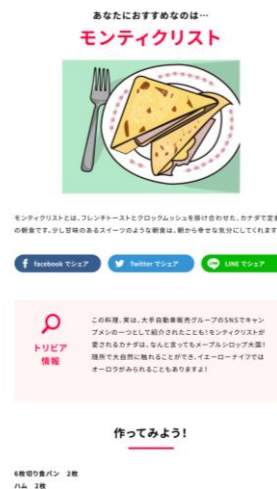 あなたにおすすめなのは…
モンティクリスト
モンティクリストとは、フレンチトーストとクロックムッシュを掛け合わせた、カナダで定番
の朝食です。少し甘味のあるスイーツのような朝食は、朝から幸せな気分にしてくれます
facebook でシェア
Twitter でシェア
LINE でシェア
トリビア
情報
この料理、実は、大手自動車販売グループのSNSでキャン
プメシの一つとして紹介されたことも！モンティクリストが
愛されるカナダは、なんと言ってもメープルシロップ大国！
随所で大自然に触れることができ、イエローナイフでは
オーロラがみられることもありますよ！
作ってみよう！
6枚切り食パン 2枚
ハム 2枚